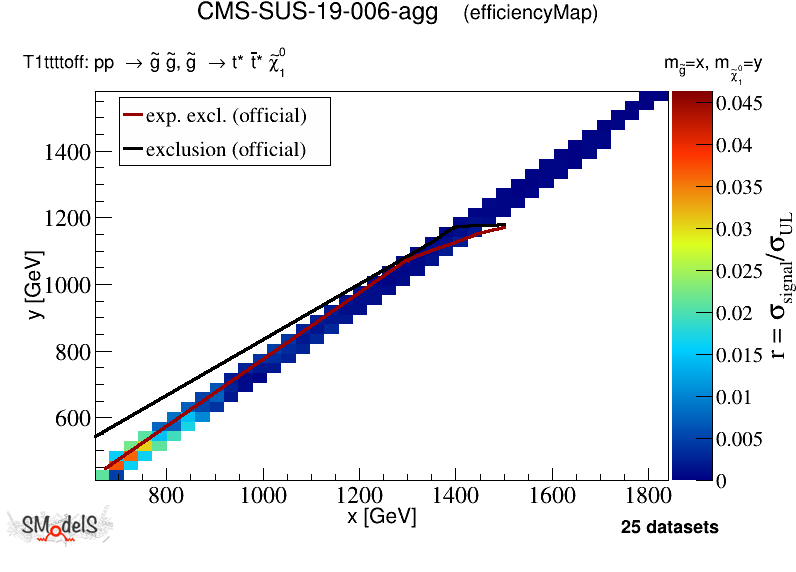 CMS-SUS-19-006-agg (efficiencyMap)
T1ttttoff: pp → g̃ g̃, g̃ → t* t̄* χ̃₁⁰
m_g̃=x, m_χ̃₁⁰=y
exp. excl. (official)
exclusion (official)
y [GeV]
1400
1200
1000
800
600
800 1000 1200 1400 1600 1800
x [GeV]
0.045
0.04
0.035
0.03
0.025
0.02
0.015
0.01
0.005
0
r = σ_signal/σ_UL
SModelS
25 datasets